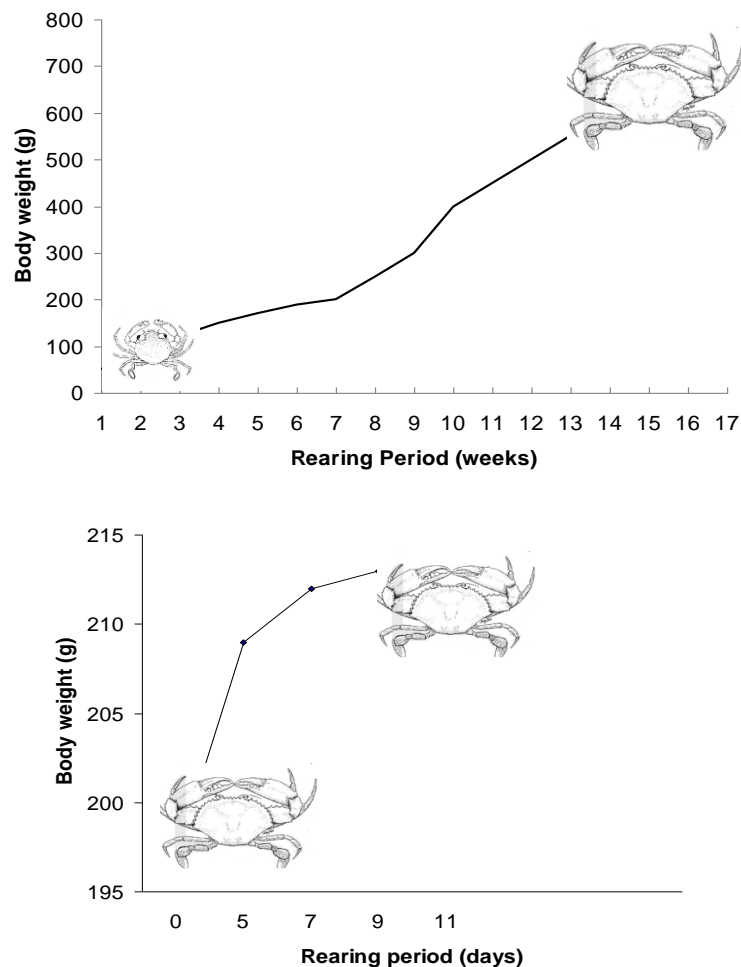 800
700
600
500
400
300
200
100
0
Body weight (g)
1 2 3 4 5 6 7 8 9 10 11 12 13 14 15 16 17
Rearing Period (weeks)
215
210
205
200
195
Body weight (g)
0 5 7 9 11
Rearing period (days)